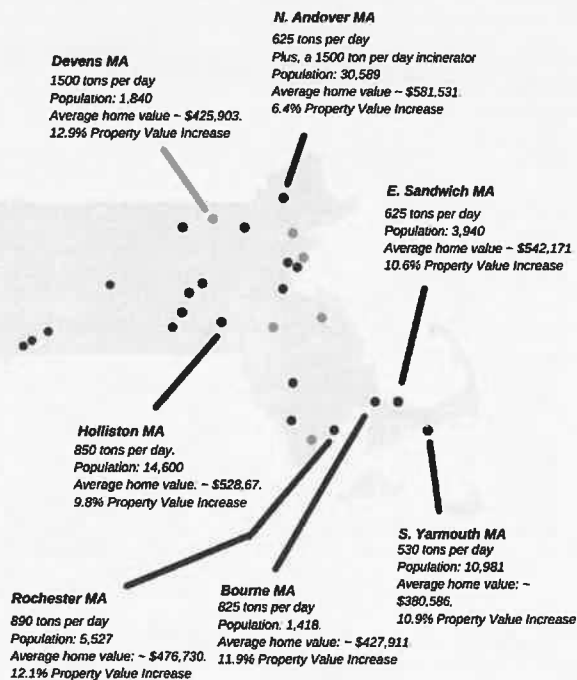 N. Andover MA
625 tons per day
Plus, a 1500 ton per day incinerator
Population: 30,589
Average home value ~ $581,531
6.4% Property Value Increase
Devens MA
1500 tons per day
Population: 1,840
Average home value ~ $425,903.
12.9% Property Value Increase
E. Sandwich MA
625 tons per day
Population: 3,940
Average home value ~ $542,171
10.6% Property Value Increase
Holliston MA
850 tons per day.
Population: 14,600
Average home value. ~ $528,67.
9.8% Property Value Increase
S. Yarmouth MA
530 tons per day
Population: 10,981
Average home value: ~
$380,586.
10.9% Property Value Increase
Rochester MA
890 tons per day
Population: 5,527
Average home value: ~ $476,730.
12.1% Property Value Increase
Bourne MA
825 tons per day
Population: 1,418.
Average home value: ~ $427,911
11.9% Property Value Increase